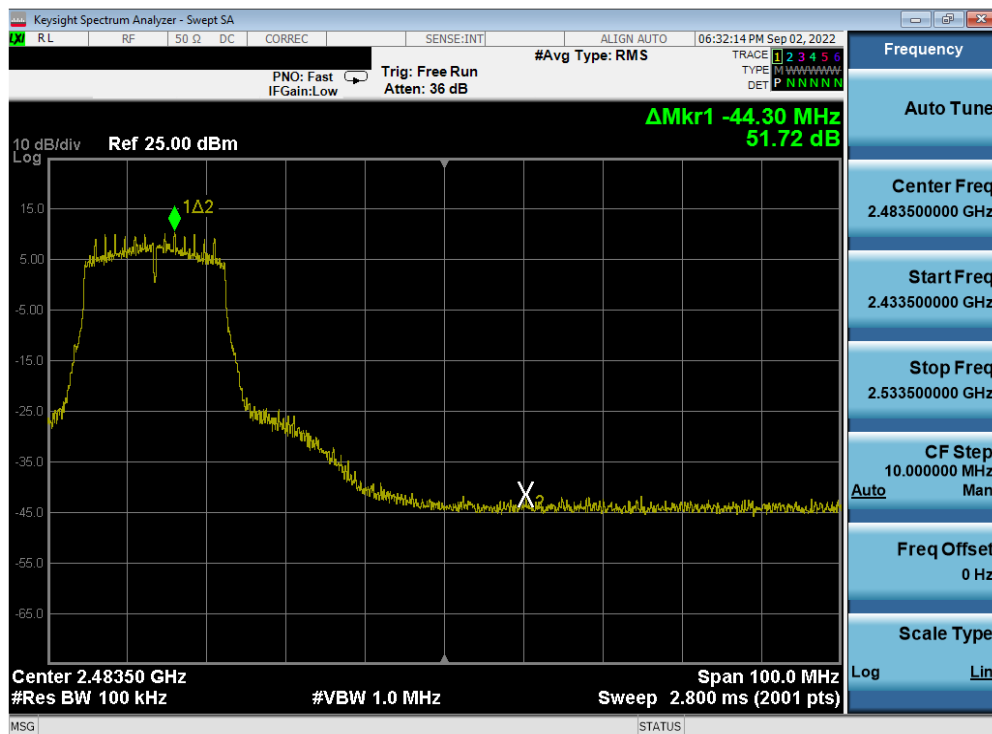 Keysight Spectrum Analyzer - Swept SA
LXI RL RF 50 Ω DC CORREC SENSE:INT ALIGN AUTO 06:32:14 PM Sep 02, 2022
PNO: Fast
IFGain:Low
Trig: Free Run
Atten: 36 dB
#Avg Type: RMS
TRACE 1 2 3 4 5 6
TYPE M W W W W W
DET P N N N N N
ΔMkr1 -44.30 MHz
51.72 dB
10 dB/div
Log
Ref 25.00 dBm
15.0
5.00
-5.00
-15.0
-25.0
-35.0
-45.0
-55.0
-65.0
1Δ2
X2
Center 2.48350 GHz
#Res BW 100 kHz
#VBW 1.0 MHz
Span 100.0 MHz
Sweep 2.800 ms (2001 pts)
MSG
STATUS
Frequency
Auto Tune
Center Freq
2.483500000 GHz
Start Freq
2.433500000 GHz
Stop Freq
2.533500000 GHz
CF Step
10.000000 MHz
Auto Man
Freq Offset
0 Hz
Scale Type
Log Lin